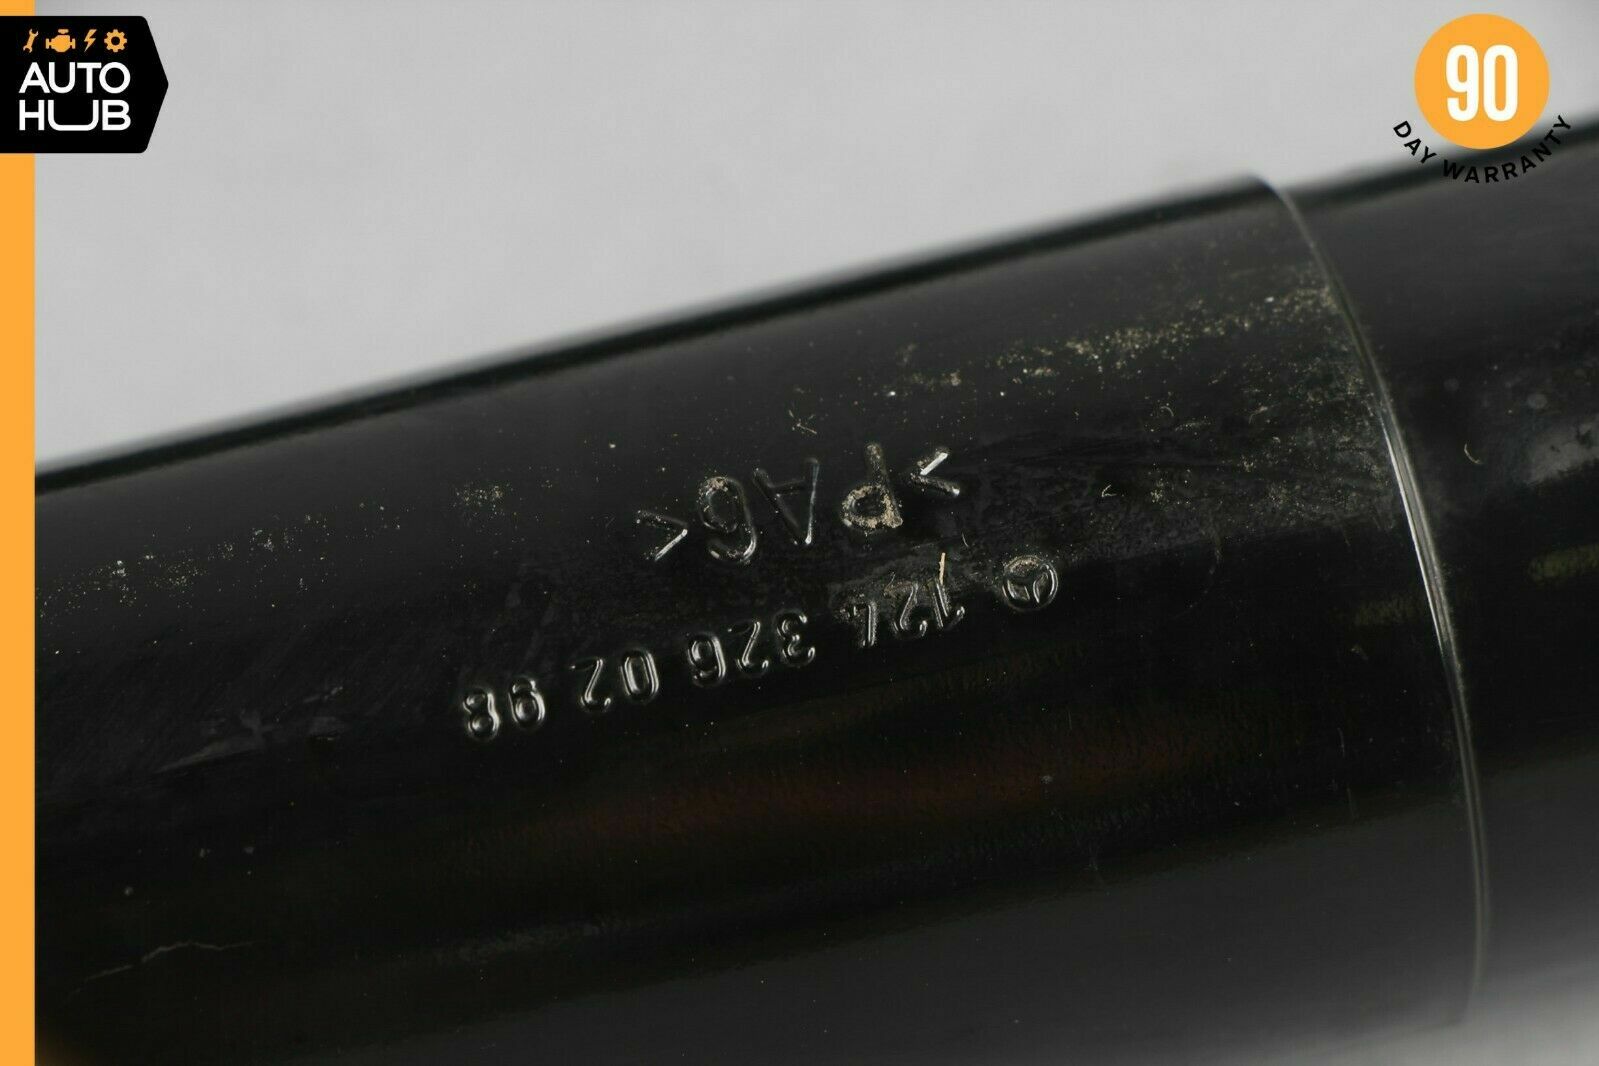 AUTO
HUB
90
DAY WARRANTY
>PA6<
124 326 02 98